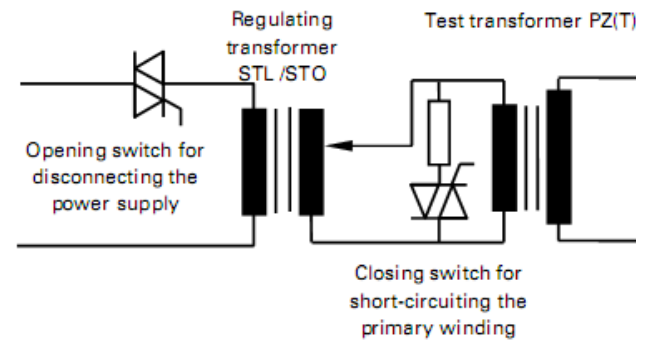 Regulating
transformer
STL /STO
Test transformer PZ(T)
Opening switch for
disconnecting the
power supply
Closing switch for
short-circuiting the
primary winding